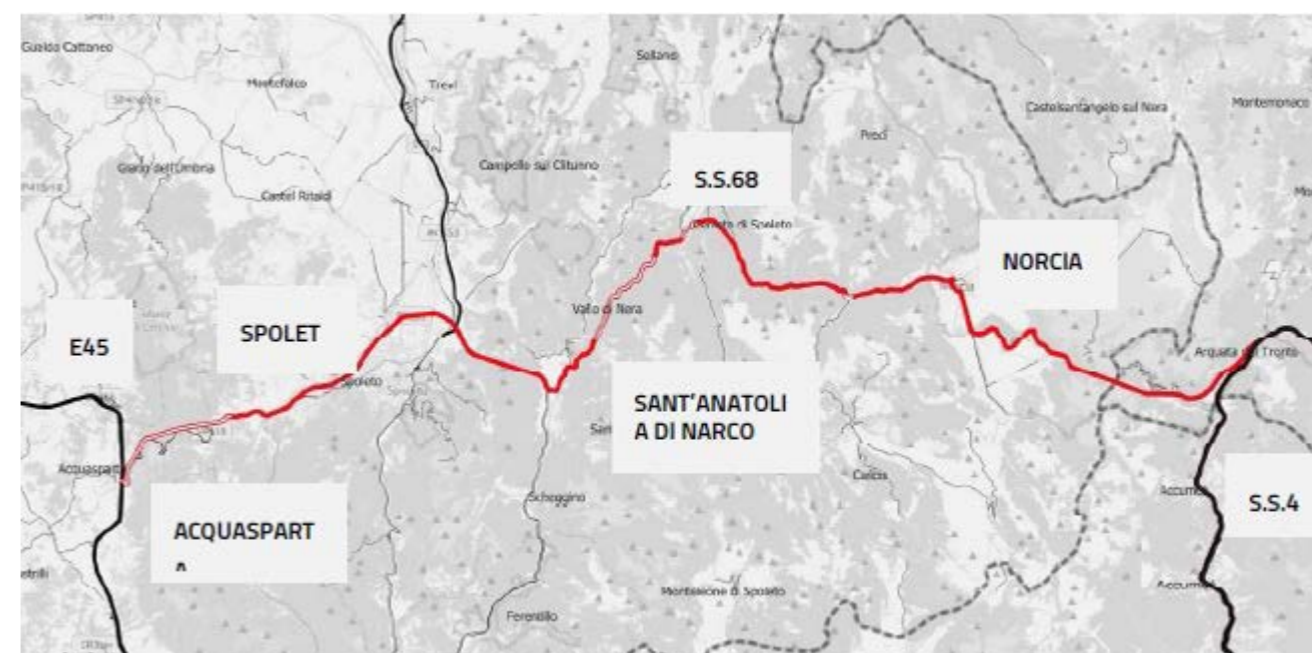 Gualdo Cattaneo
Montefalco
Trevi
Sellano
Castelsantangelo sul Nera
Montemonaco
Preci
Giano dell'Umbria
Campello sul Clitunno
Castel Ritaldi
S.S.68
NORCIA
Vallo di Nera
E45
SPOLET
Arquata del Tronto
Spoleto
SANT'ANATOLI
A DI NARCO
Acquaspart
Cascia
Scheggino
S.S.4
ACQUASPART
Monteleone di Spoleto
Ferentillo